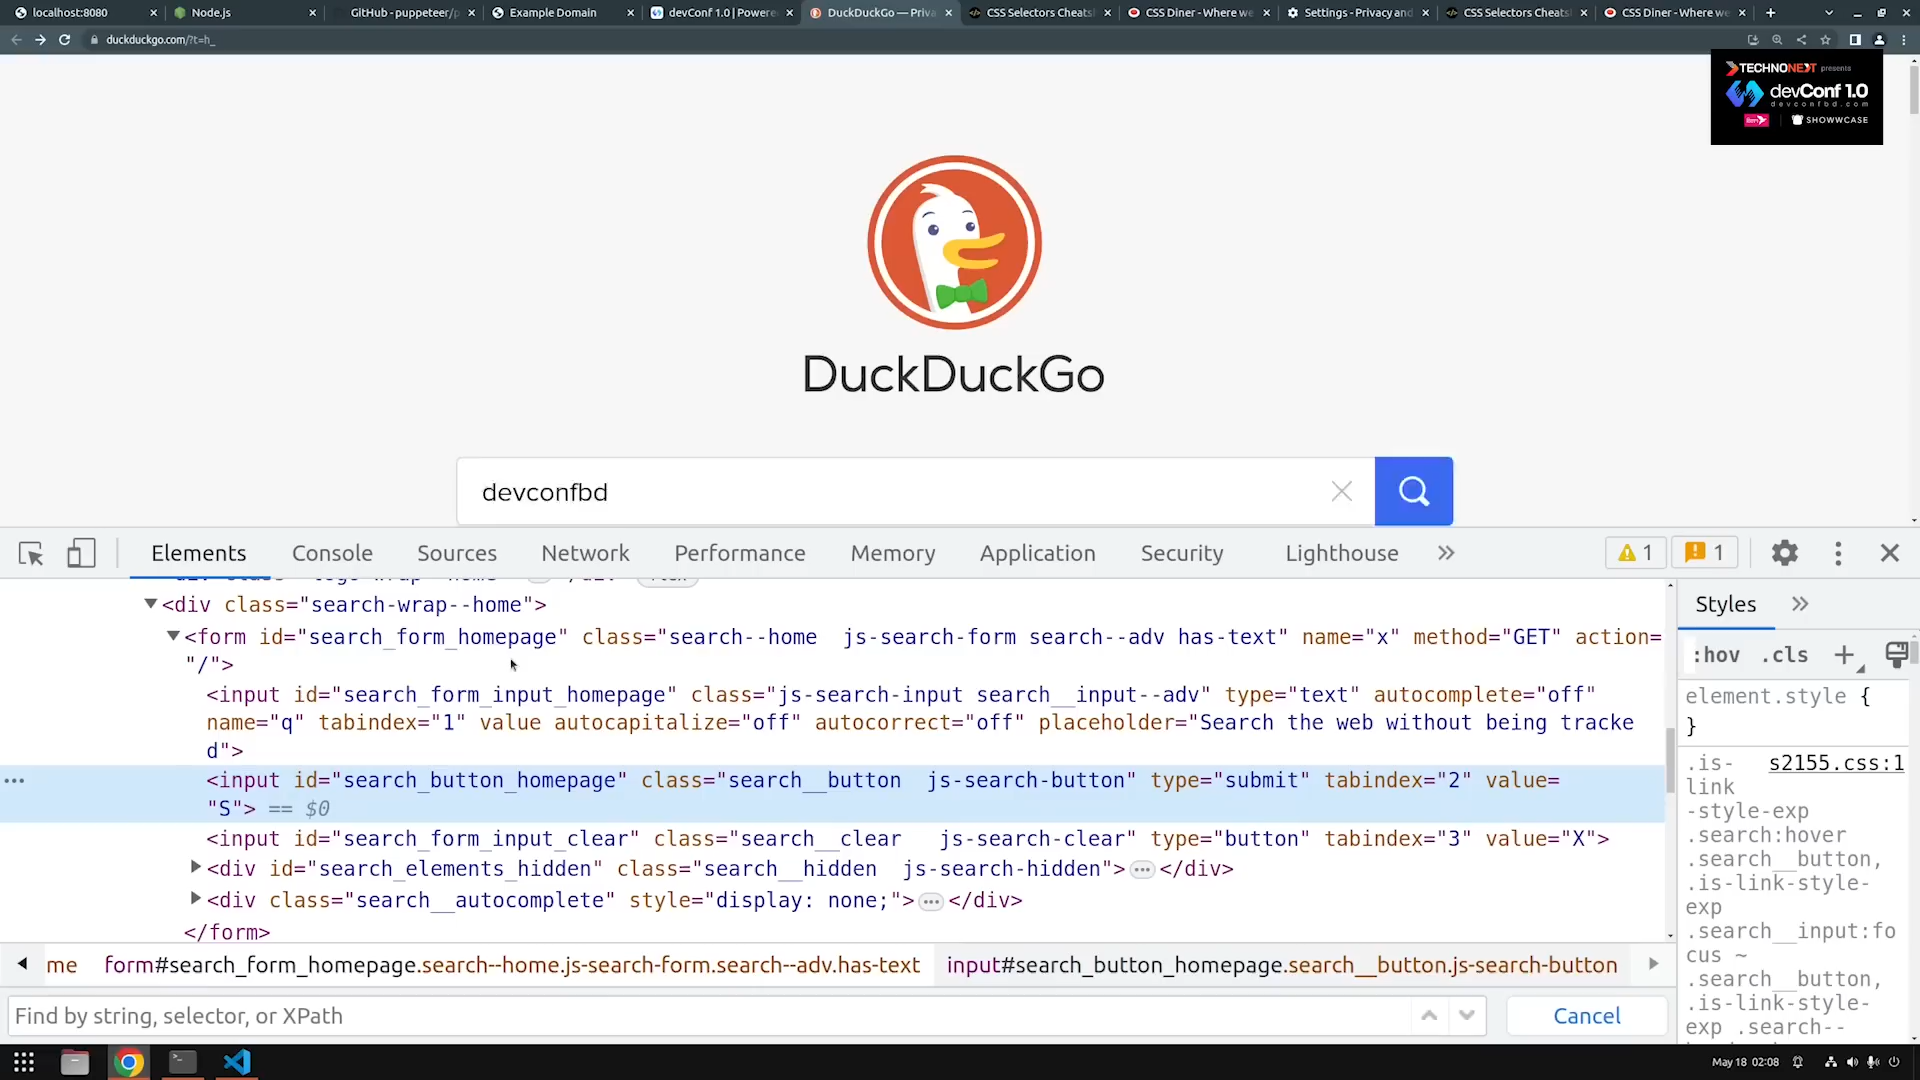 localhost:8080
Node.js
GitHub - puppeteer/p
Example Domain
devConf 1.0 | Powere
DuckDuckGo — Priva
CSS Selectors Cheats
CSS Diner - Where we
Settings - Privacy and
CSS Selectors Cheats
CSS Diner - Where we
duckduckgo.com/?t=h_
TECHNONEXT presents
devConf 1.0
devconfbd.com
SHOWWCASE
DuckDuckGo
devconfbd
Elements
Console
Sources
Network
Performance
Memory
Application
Security
Lighthouse
1
1
<div class="search-wrap--home">
<form id="search_form_homepage" class="search--home js-search-form search--adv has-text" name="x" method="GET" action=
"/">
<input id="search_form_input_homepage" class="js-search-input search__input--adv" type="text" autocomplete="off"
name="q" tabindex="1" value autocapitalize="off" autocorrect="off" placeholder="Search the web without being tracke
d">
<input id="search_button_homepage" class="search__button js-search-button" type="submit" tabindex="2" value=
"S"> == $0
<input id="search_form_input_clear" class="search__clear js-search-clear" type="button" tabindex="3" value="X">
<div id="search_elements_hidden" class="search__hidden js-search-hidden">…</div>
<div class="search__autocomplete" style="display: none;">…</div>
</form>
me
form#search_form_homepage.search--home.js-search-form.search--adv.has-text
input#search_button_homepage.search__button.js-search-button
Find by string, selector, or XPath
Cancel
Styles
:hov .cls
element.style {
}
s2155.css:1
.is-
link
-style-exp
.search:hover
.search__button,
.is-link-style-
exp
.search__input:fo
cus ~
.search__button,
.is-link-style-
exp .search--
May 18 02:08